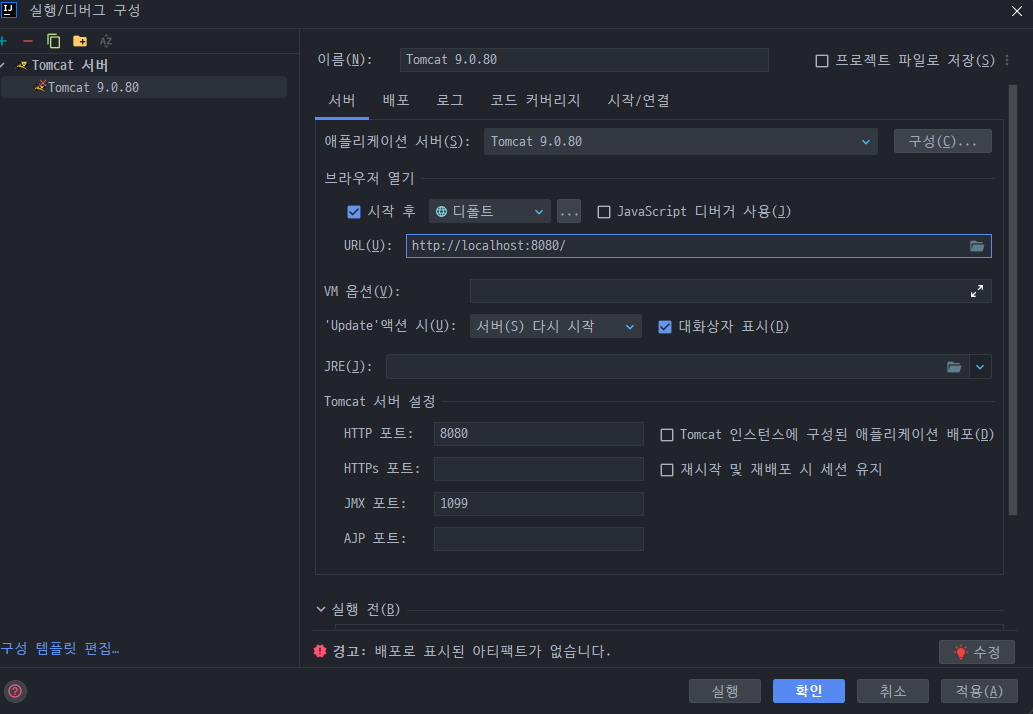 실행/디버그 구성
Tomcat 서버
Tomcat 9.0.80
이름(N):
Tomcat 9.0.80
프로젝트 파일로 저장(S)
서버 배포 로그 코드 커버리지 시작/연결
애플리케이션 서버(S): Tomcat 9.0.80 구성(C)...
브라우저 열기
시작 후 디폴트 ... JavaScript 디버거 사용(J)
URL(U): http://localhost:8080/
VM 옵션(V):
'Update'액션 시(U): 서버(S) 다시 시작 대화상자 표시(D)
JRE(J):
Tomcat 서버 설정
HTTP 포트: 8080 Tomcat 인스턴스에 구성된 애플리케이션 배포(D)
HTTPs 포트: 재시작 및 재배포 시 세션 유지
JMX 포트: 1099
AJP 포트:
실행 전(B)
구성 템플릿 편집…
경고: 배포로 표시된 아티팩트가 없습니다. 수정
실행 확인 취소 적용(A)